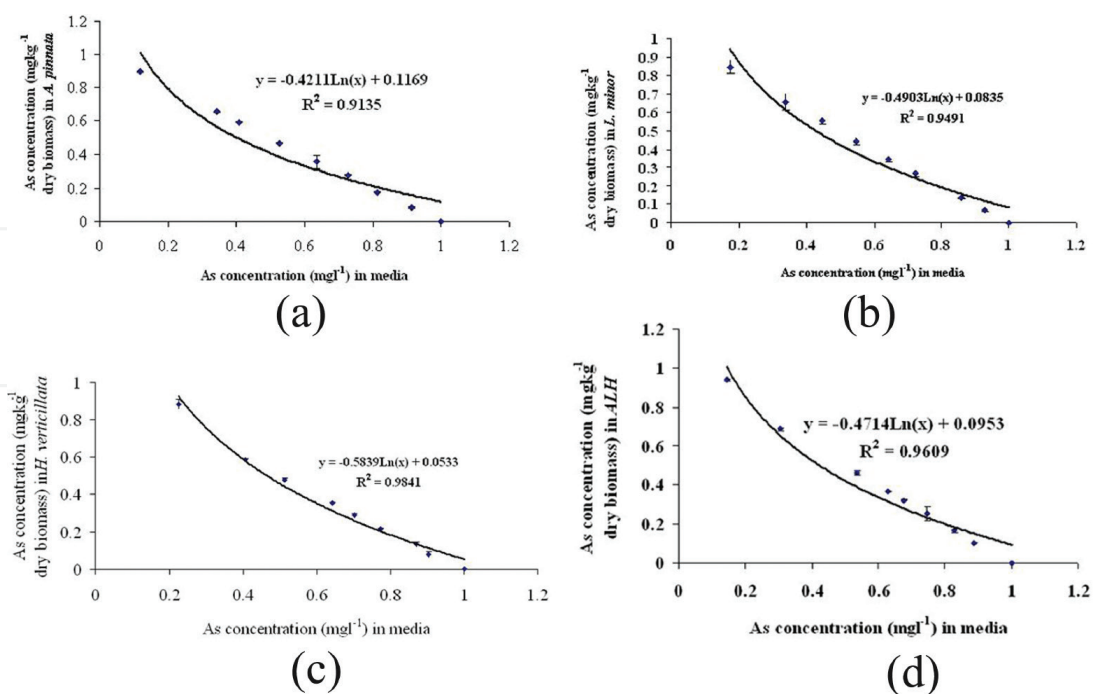 As concentration (mgkg-1
dry biomass) in A. pinnata
1.2
1
0.8
0.6
0.4
0.2
0
y = -0.4211Ln(x) + 0.1169
R2 = 0.9135
0 0.2 0.4 0.6 0.8 1 1.2
As concentration (mgl-1) in media
(a)
As concentration (mgkg-1
dry biomass) in L. minor
1
0.9
0.8
0.7
0.6
0.5
0.4
0.3
0.2
0.1
0
y = -0.4903Ln(x) + 0.0835
R2 = 0.9491
0 0.2 0.4 0.6 0.8 1 1.2
As concentration (mgl-1) in media
(b)
As concentration (mgkg-1
dry biomass) in H. verticillata
1
0.8
0.6
0.4
0.2
0
y = -0.5839Ln(x) + 0.0533
R2 = 0.9841
0 0.2 0.4 0.6 0.8 1 1.2
As concentration (mgl-1) in media
(c)
As concentration (mgkg-1
dry biomass) in ALH
1.2
1
0.8
0.6
0.4
0.2
0
y = -0.4714Ln(x) + 0.0953
R2 = 0.9609
0 0.2 0.4 0.6 0.8 1 1.2
As concentration (mgl-1) in media
(d)